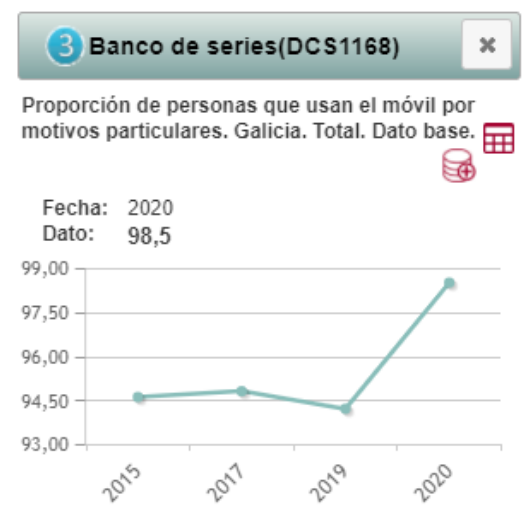 3 Banco de series(DCS1168)
Proporción de personas que usan el móvil por
motivos particulares. Galicia. Total. Dato base.
Fecha: 2020
Dato: 98,5
99,00
97,50
96,00
94,50
93,00
2015 2017 2019 2020